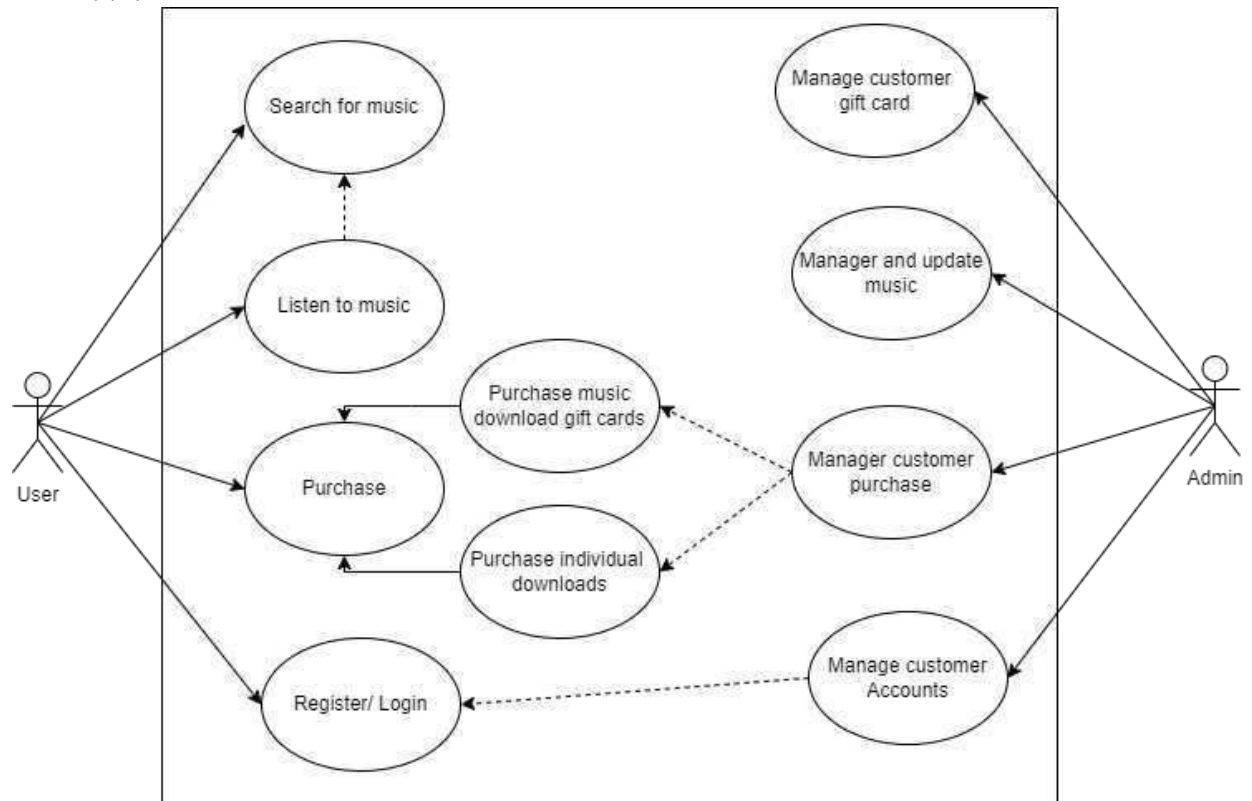 Search for music
Manage customer
gift card
Manager and update
music
Listen to music
Purchase music
download gift cards
Purchase
Manager customer
purchase
User
Admin
Purchase individual
downloads
Manage customer
Accounts
Register/ Login